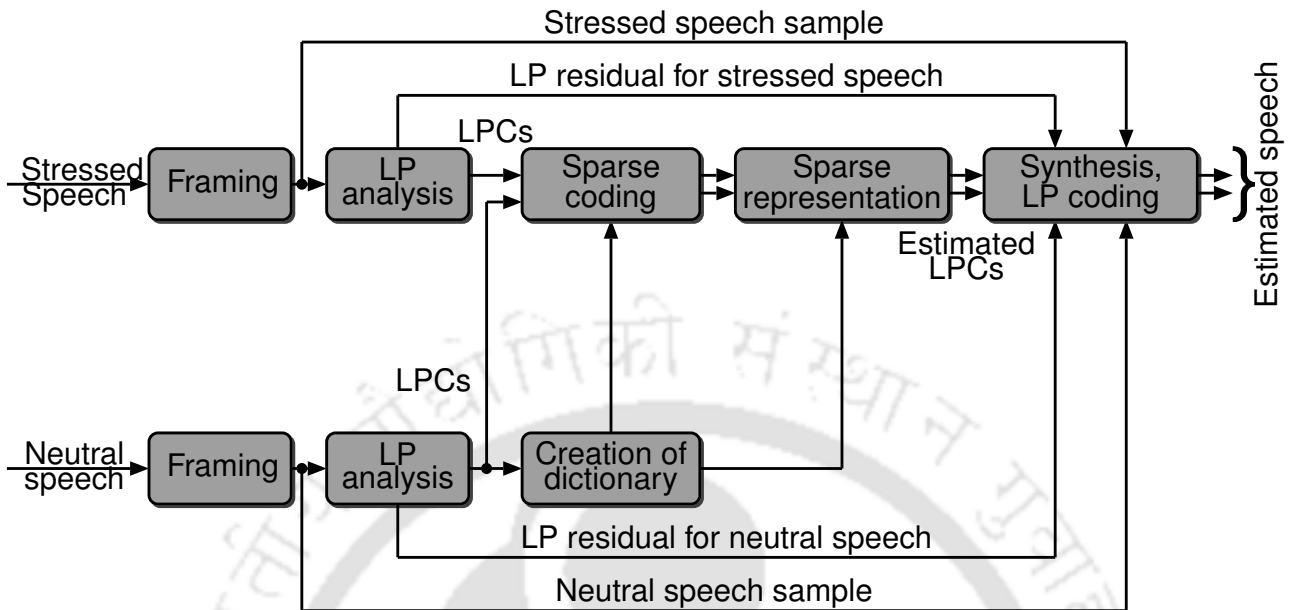 Stressed speech sample
LP residual for stressed speech
LPCs
Stressed
Speech
Framing
LP
analysis
Sparse
coding
Sparse
representation
Synthesis,
LP coding
Estimated speech
Estimated
LPCs
LPCs
Neutral
speech
Framing
LP
analysis
Creation of
dictionary
LP residual for neutral speech
Neutral speech sample